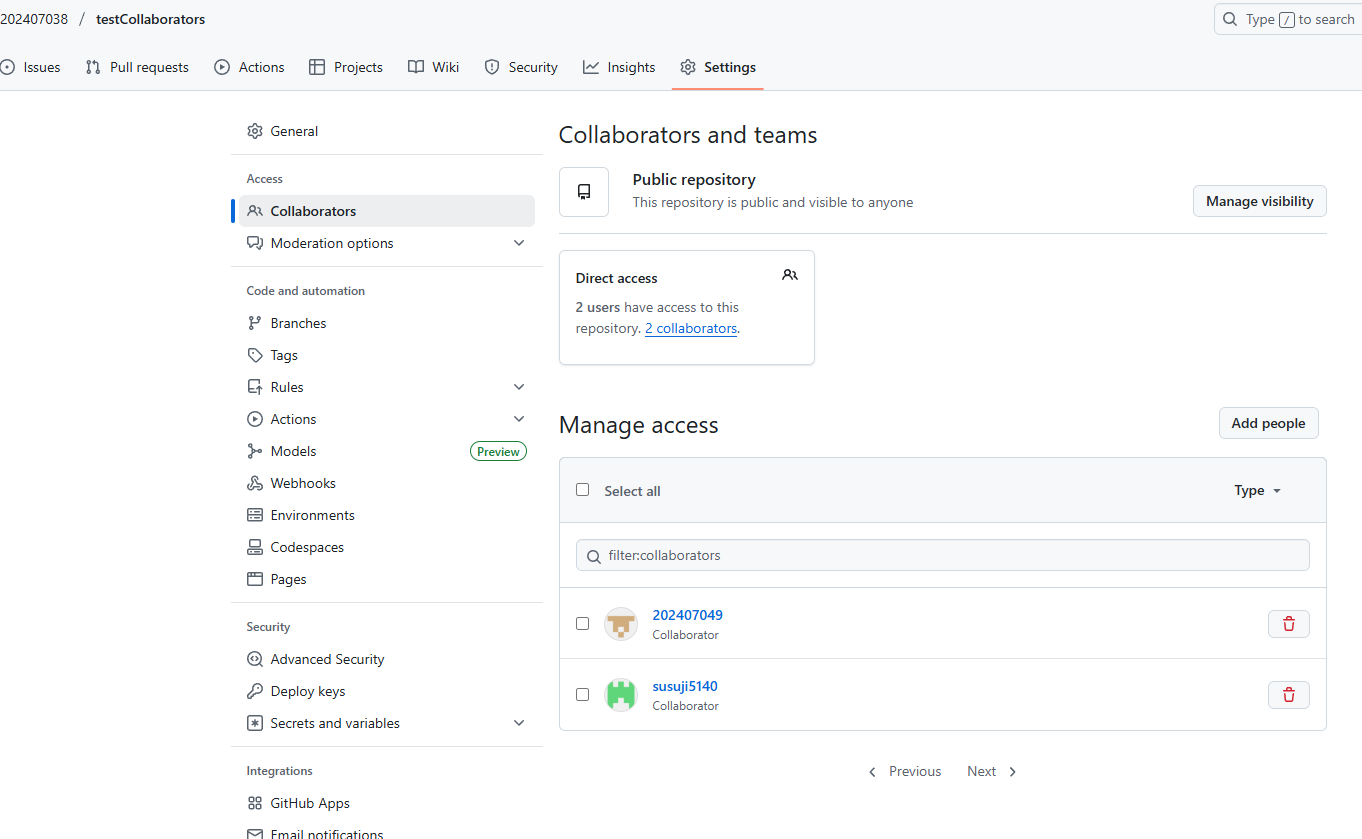 202407038 / testCollaborators
Type / to search
Issues Pull requests Actions Projects Wiki Security Insights Settings
General
Access
Collaborators
Moderation options
Code and automation
Branches
Tags
Rules
Actions
Models Preview
Webhooks
Environments
Codespaces
Pages
Security
Advanced Security
Deploy keys
Secrets and variables
Integrations
GitHub Apps
Email notifications
Collaborators and teams
Public repository
This repository is public and visible to anyone
Manage visibility
Direct access
2 users have access to this
repository. 2 collaborators.
Manage access
Add people
Select all
Type
filter:collaborators
202407049
Collaborator
susuji5140
Collaborator
Previous Next